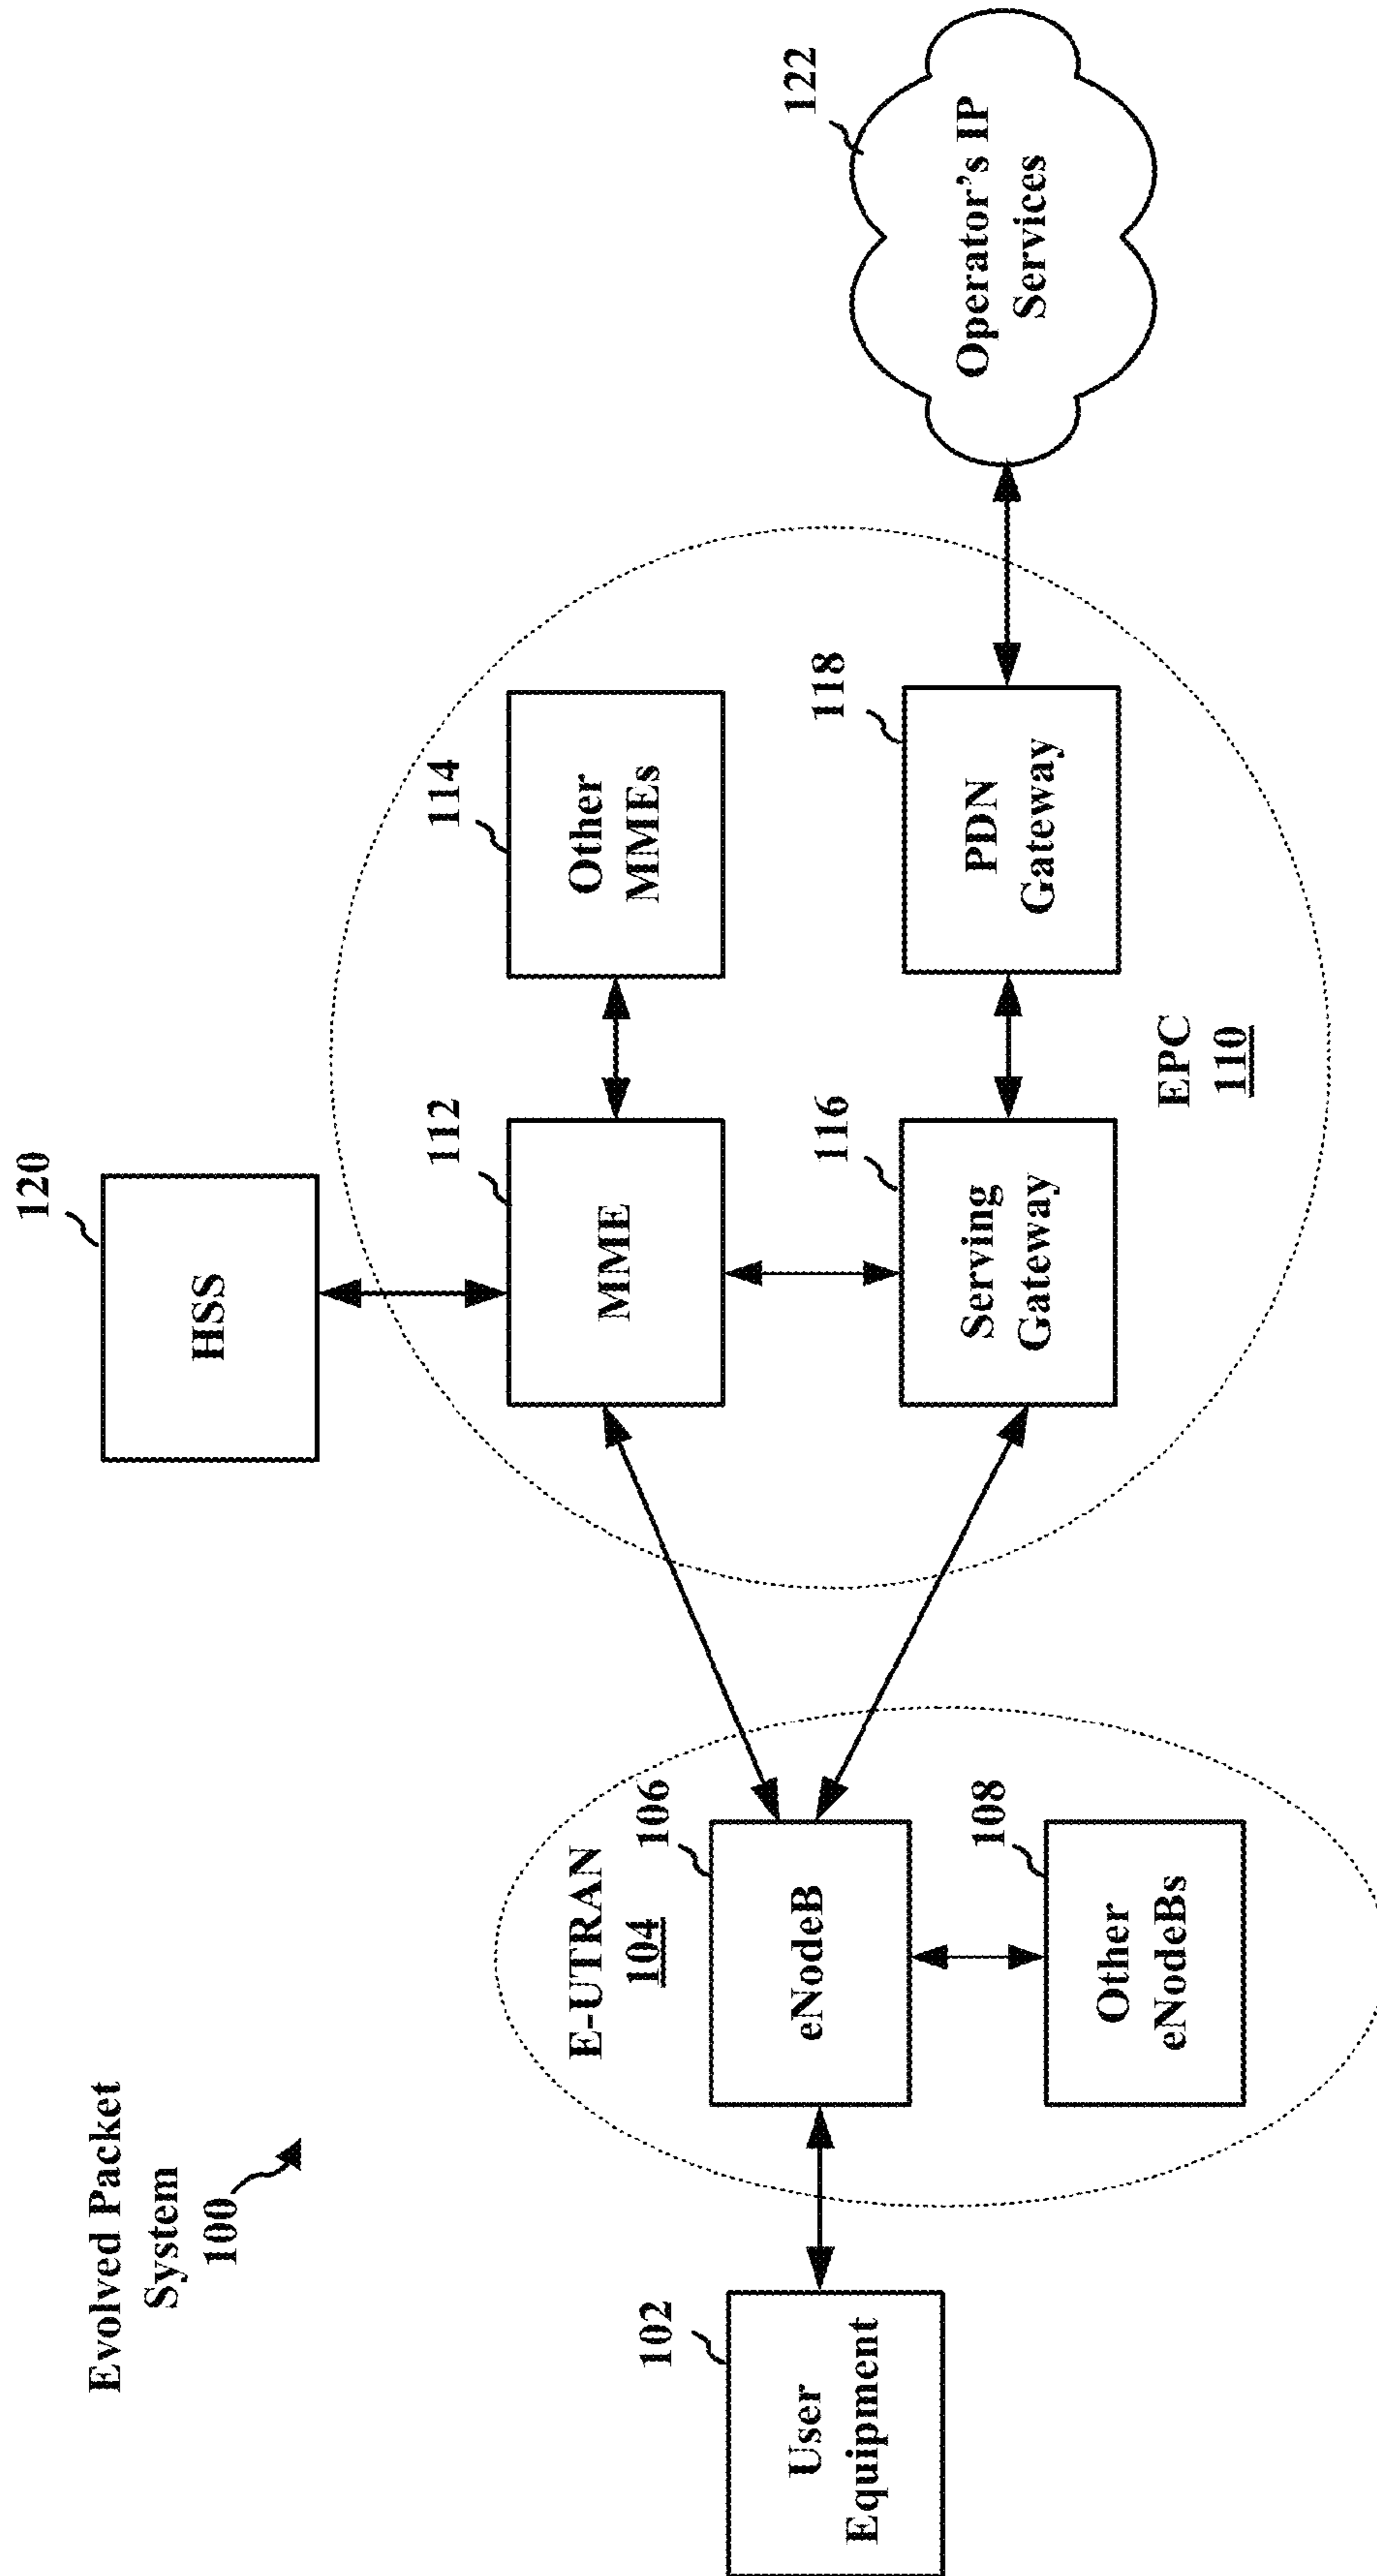 Evolved Packet
System
100
120
HSS
E-UTRAN
104
106
eNodeB
108
Other
eNodeBs
102
User
Equipment
112
MME
114
Other
MMEs
116
Serving
Gateway
118
PDN
Gateway
EPC
110
122
Operator's IP
Services